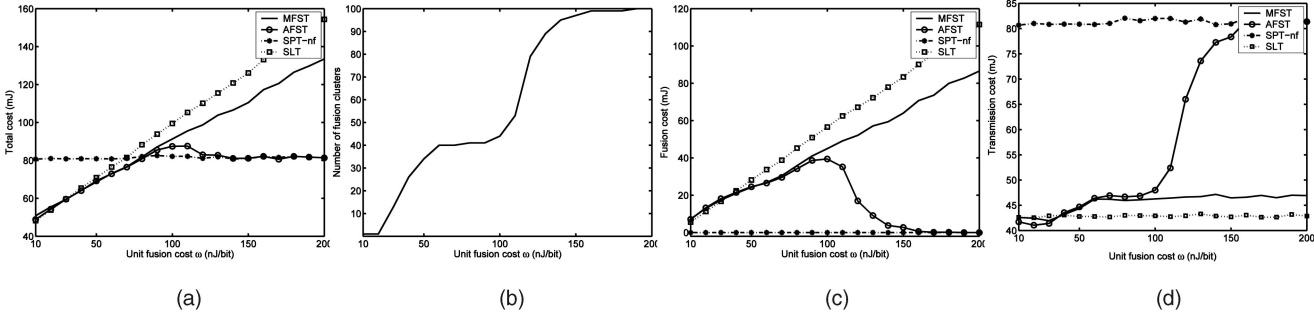 160
140
120
100
80
60
40
10
50
100
150
200
Total cost (mJ)
Unit fusion cost ω (nJ/bit)
MFST
AFST
SPT−nf
SLT
(a)
100
90
80
70
60
50
40
30
20
10
10
50
100
150
200
Number of fusion clusters
Unit fusion cost ω (nJ/bit)
(b)
120
100
80
60
40
20
0
10
50
100
150
200
Fusion cost (mJ)
Unit fusion cost ω (nJ/bit)
MFST
AFST
SPT−nf
SLT
(c)
85
80
75
70
65
60
55
50
45
40
10
50
100
150
200
Transmission cost (mJ)
Unit fusion cost ω (nJ/bit)
MFST
AFST
SPT−nf
SLT
(d)